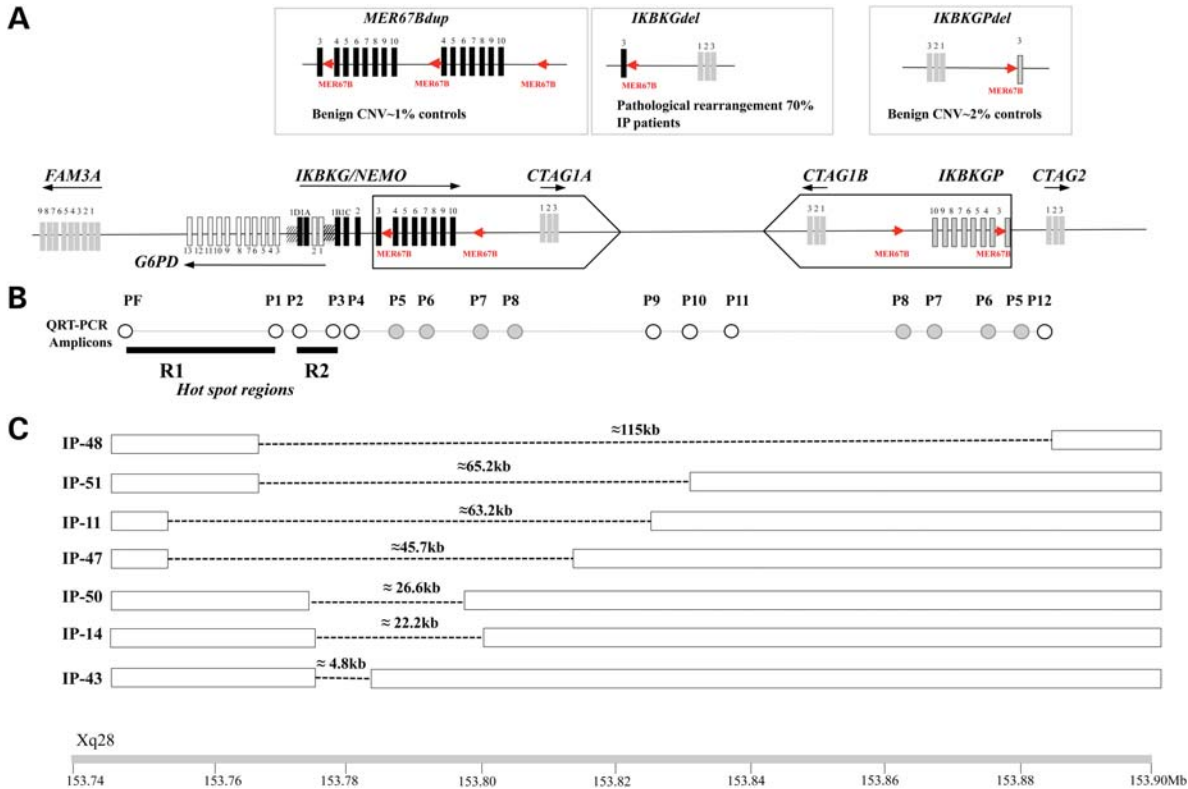 A
MER67Bdup
3 4 5 6 7 8 9 10 4 5 6 7 8 9 10
MER67B MER67B MER67B
Benign CNV~1% controls
IKBKGdel
3 1 2 3
MER67B
Pathological rearrangement 70%
IP patients
IKBKGPdel
3 2 1 3
MER67B
Benign CNV~2% controls
FAM3A IKBKG/NEMO CTAG1A CTAG1B IKBKGP CTAG2
9 8 7 6 5 4 3 2 1 1D1A 1B1C 2 3 4 5 6 7 8 9 10 1 2 3 3 2 1 10 9 8 7 6 5 4 3 1 2 3
13 12 11 10 9 8 7 6 5 4 3 2 1
MER67B MER67B MER67B MER67B
G6PD
B
PF P1 P2 P3 P4 P5 P6 P7 P8 P9 P10 P11 P8 P7 P6 P5 P12
QRT-PCR
Amplicons
R1 R2
Hot spot regions
C
IP-48 ≈115kb
IP-51 ≈65.2kb
IP-11 ≈63.2kb
IP-47 ≈45.7kb
IP-50 ≈ 26.6kb
IP-14 ≈ 22.2kb
IP-43 ≈ 4.8kb
Xq28
153.74 153.76 153.78 153.80 153.82 153.84 153.86 153.88 153.90Mb